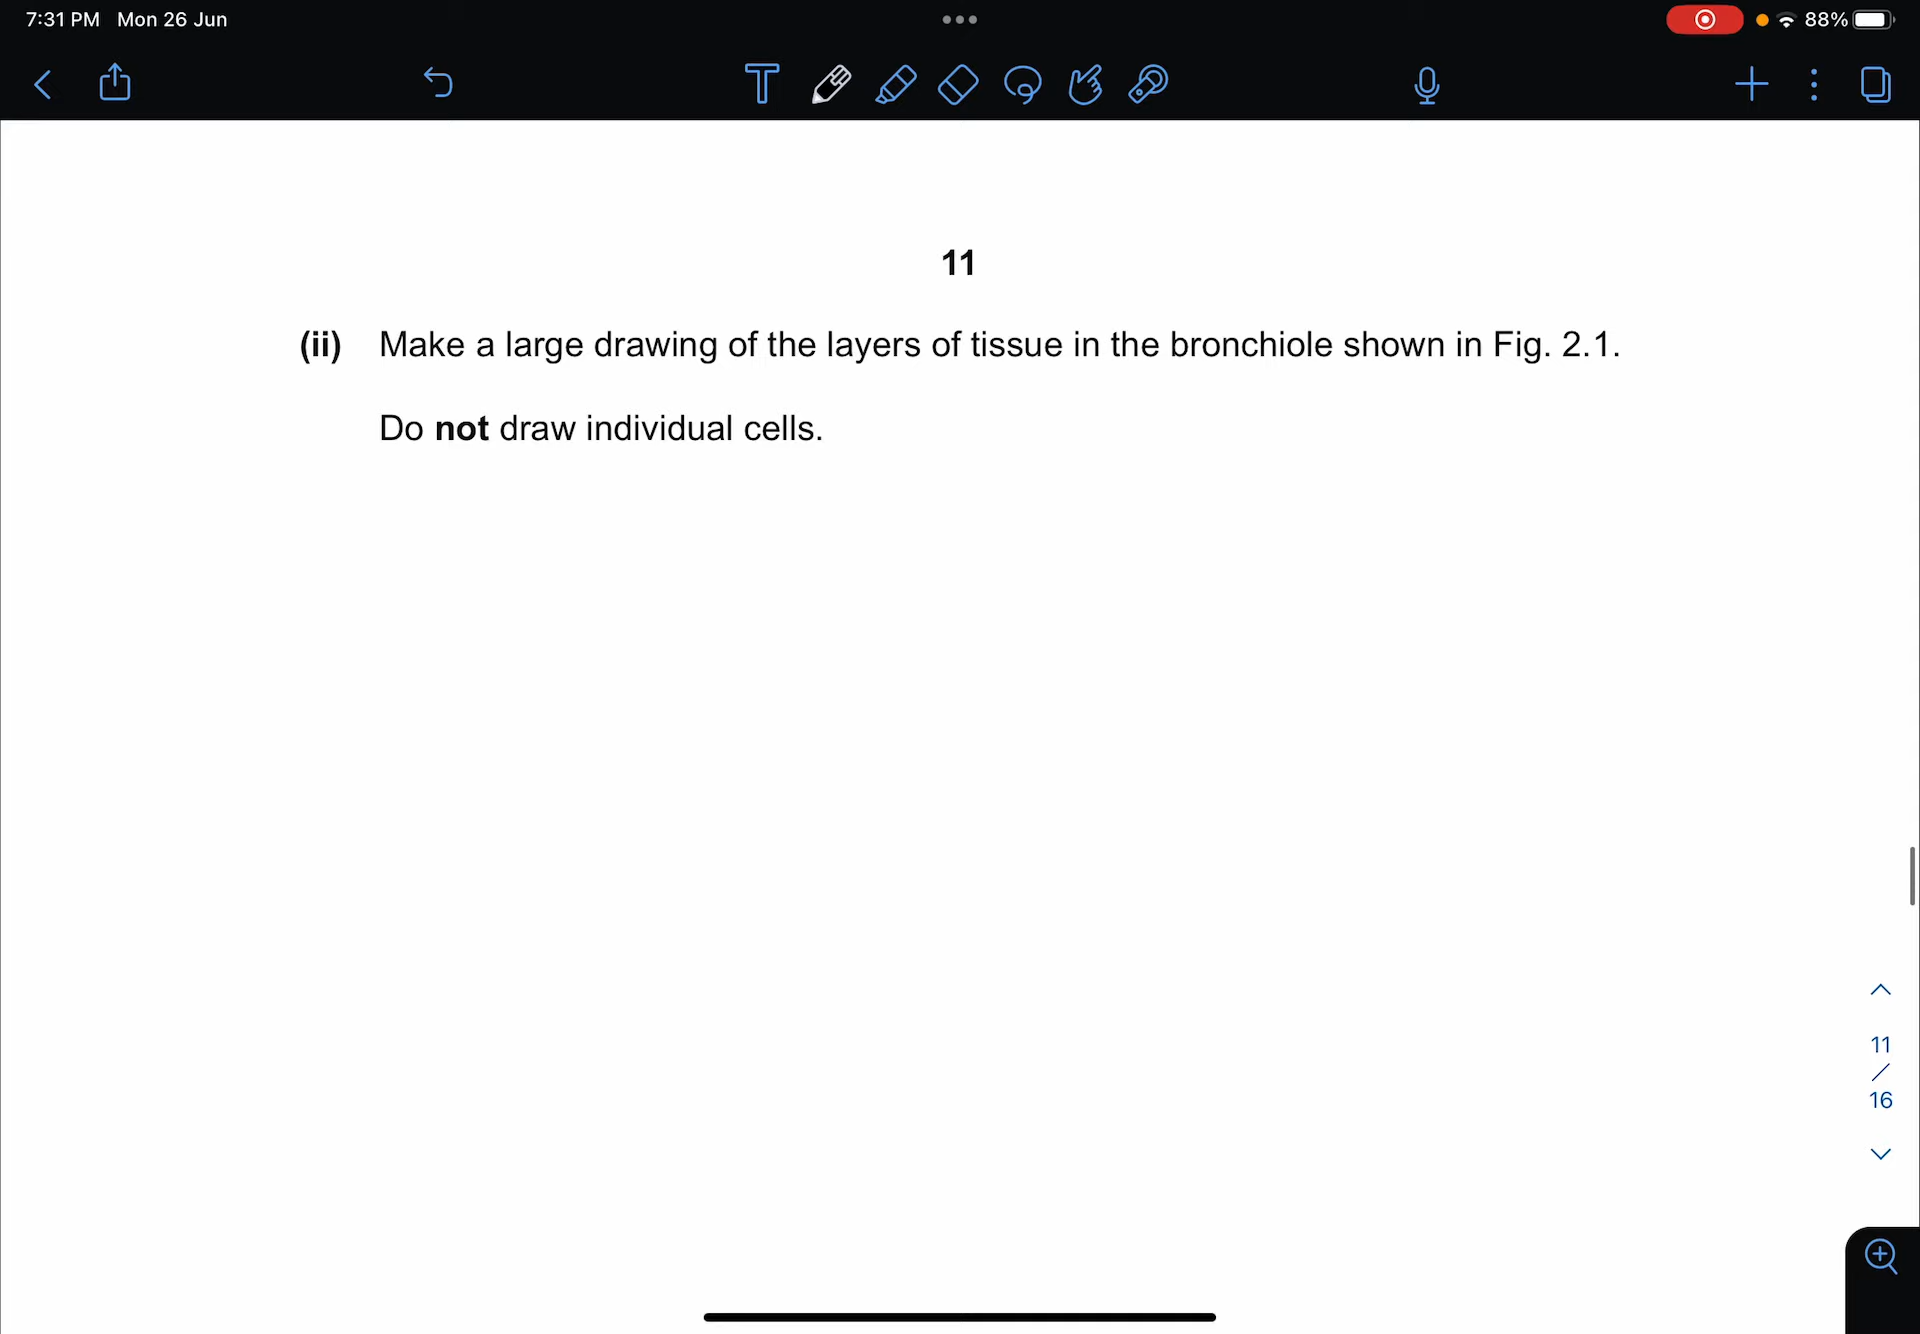 7:31 PM Mon 26 Jun
88%
11
(ii) Make a large drawing of the layers of tissue in the bronchiole shown in Fig. 2.1.
Do not draw individual cells.
11
/
16